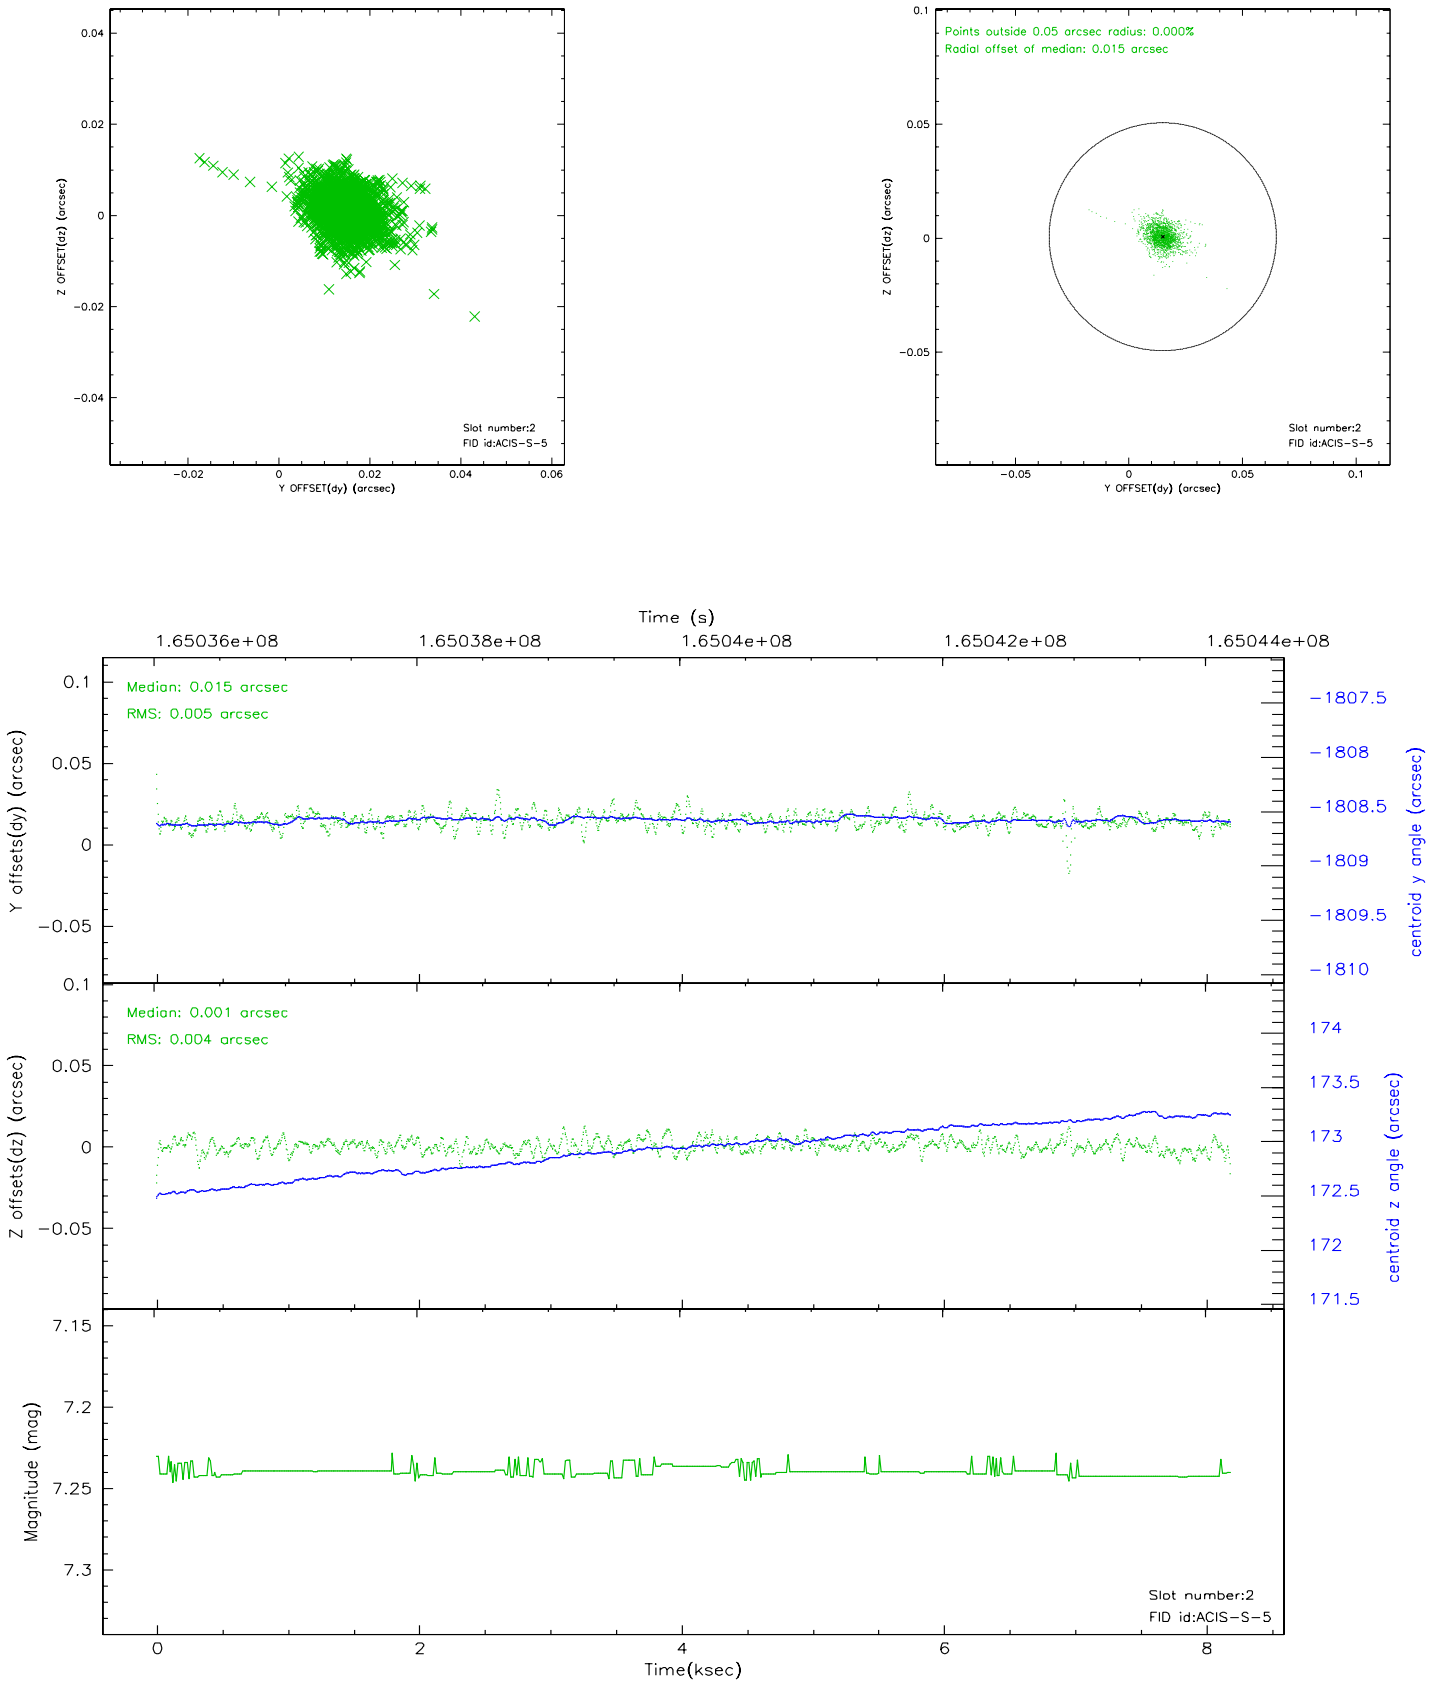 0.04
0.02
0
−0.02
−0.04
Z OFFSET(dz) (arcsec)
Slot number:2
FID id:ACIS−S−5
−0.02 0 0.02 0.04 0.06
Y OFFSET(dy) (arcsec)
0.1
0.05
0
−0.05
Z OFFSET(dz) (arcsec)
Points outside 0.05 arcsec radius: 0.000%
Radial offset of median: 0.015 arcsec
Slot number:2
FID id:ACIS−S−5
−0.05 0 0.05 0.1
Y OFFSET(dy) (arcsec)
Time (s)
1.65036e+08 1.65038e+08 1.6504e+08 1.65042e+08 1.65044e+08
0.1
0.05
0
−0.05
Y offsets(dy) (arcsec)
Median: 0.015 arcsec
RMS: 0.005 arcsec
−1807.5
−1808
−1808.5
−1809
−1809.5
−1810
centroid y angle (arcsec)
0.1
0.05
0
−0.05
Z offsets(dz) (arcsec)
Median: 0.001 arcsec
RMS: 0.004 arcsec
174
173.5
173
172.5
172
171.5
centroid z angle (arcsec)
7.15
7.2
7.25
7.3
Magnitude (mag)
Slot number:2
FID id:ACIS−S−5
0 2 4 6 8
Time(ksec)